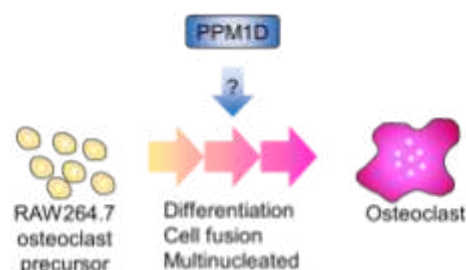 PPM1D
?
RAW264.7
osteoclast
precursor
Differentiation
Cell fusion
Multinucleated
Osteoclast